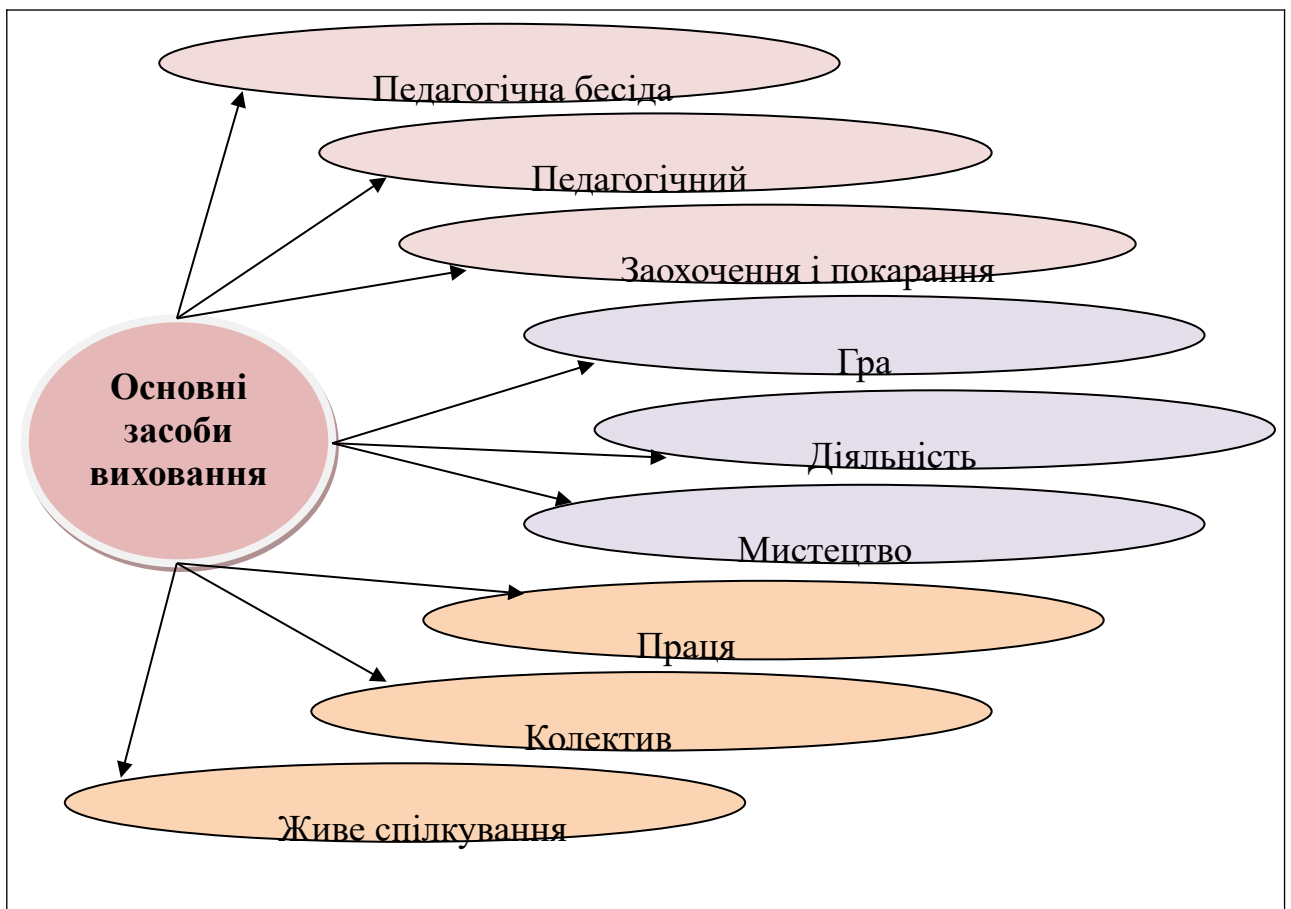 Педагогічна бесіда
Педагогічний
Заохочення і покарання
Гра
Основні
засоби
виховання
Діяльність
Мистецтво
Праця
Колектив
Живе спілкування